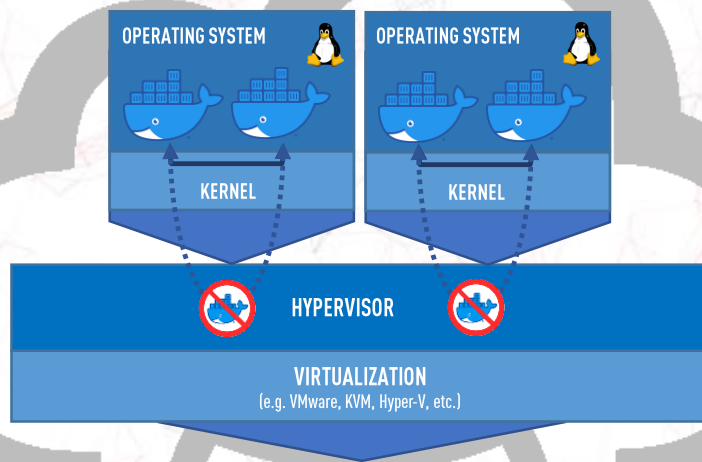 OPERATING SYSTEM
OPERATING SYSTEM
KERNEL
KERNEL
HYPERVISOR
VIRTUALIZATION
(e.g. VMware, KVM, Hyper-V, etc.)